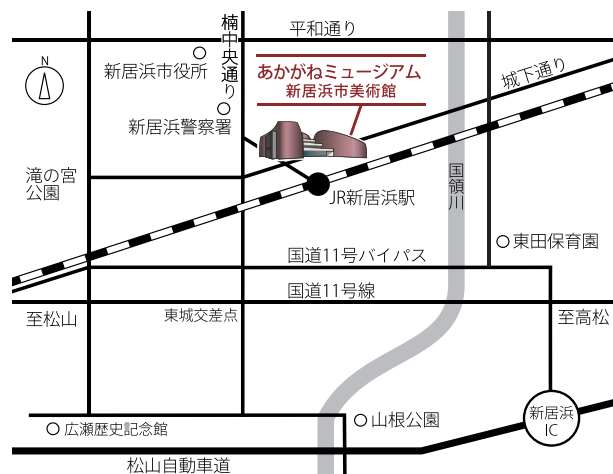 楠中央通り
平和通り
新居浜市役所
N
あかがねミュージアム
新居浜市美術館
城下通り
新居浜警察署
滝の宮
公園
JR新居浜駅
国領川
東田保育園
国道11号バイパス
国道11号線
至松山
東城交差点
至高松
広瀬歴史記念館
山根公園
新居浜
IC
松山自動車道